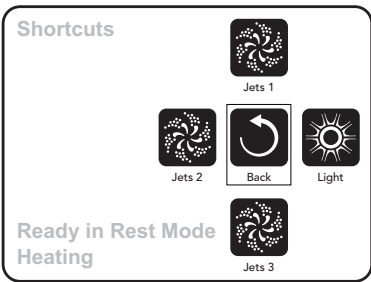 Shortcuts
Jets 1
Jets 2
Back
Light
Ready in Rest Mode
Heating
Jets 3